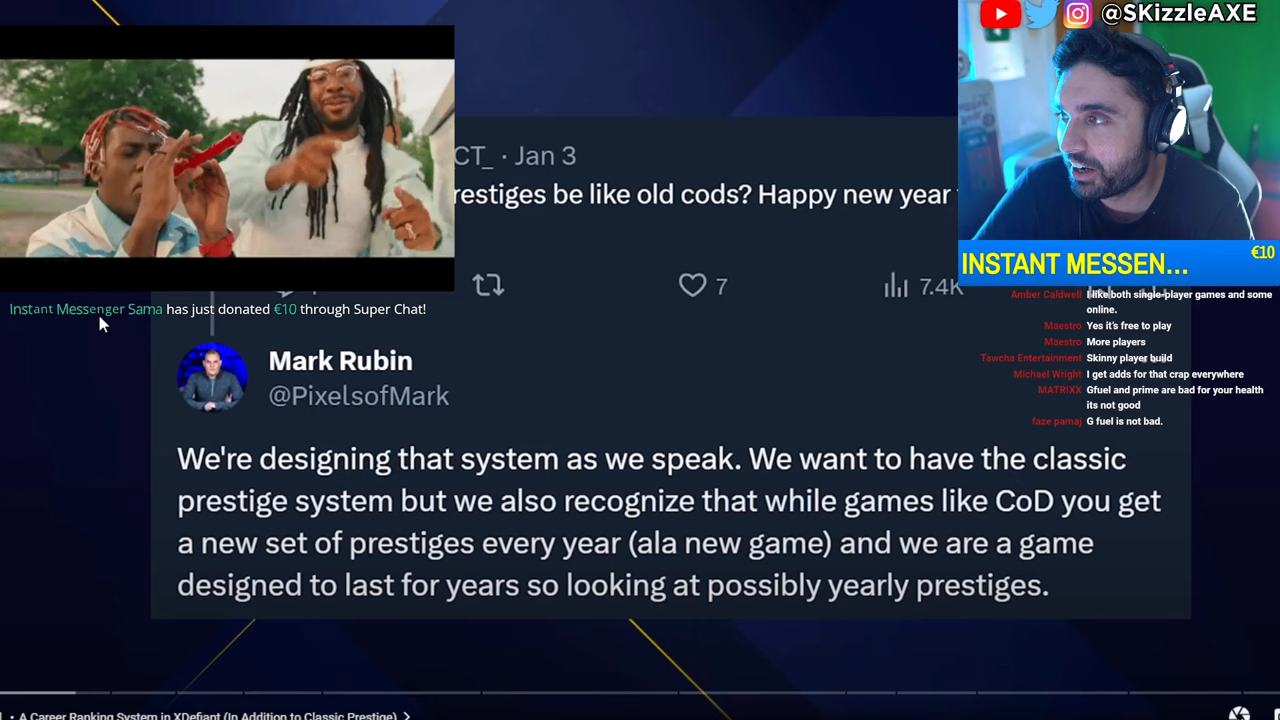 @SKizzleAXE
CT_ · Jan 3
restiges be like old cods? Happy new year
7
7.4K
INSTANT MESSEN...
€10
Instant Messenger Sama has just donated €10 through Super Chat!
Amber Caldwell I like both single-player games and some
online.
Maestro Yes it's free to play
Maestro More players
Tawcha Entertainment Skinny player build
Michael Wright I get adds for that crap everywhere
MATRIXX Gfuel and prime are bad for your health
its not good
faze pamaj G fuel is not bad.
Mark Rubin
@PixelsofMark
We're designing that system as we speak. We want to have the classic
prestige system but we also recognize that while games like CoD you get
a new set of prestiges every year (ala new game) and we are a game
designed to last for years so looking at possibly yearly prestiges.
• A Career Ranking System in XDefiant (In Addition to Classic Prestige) >